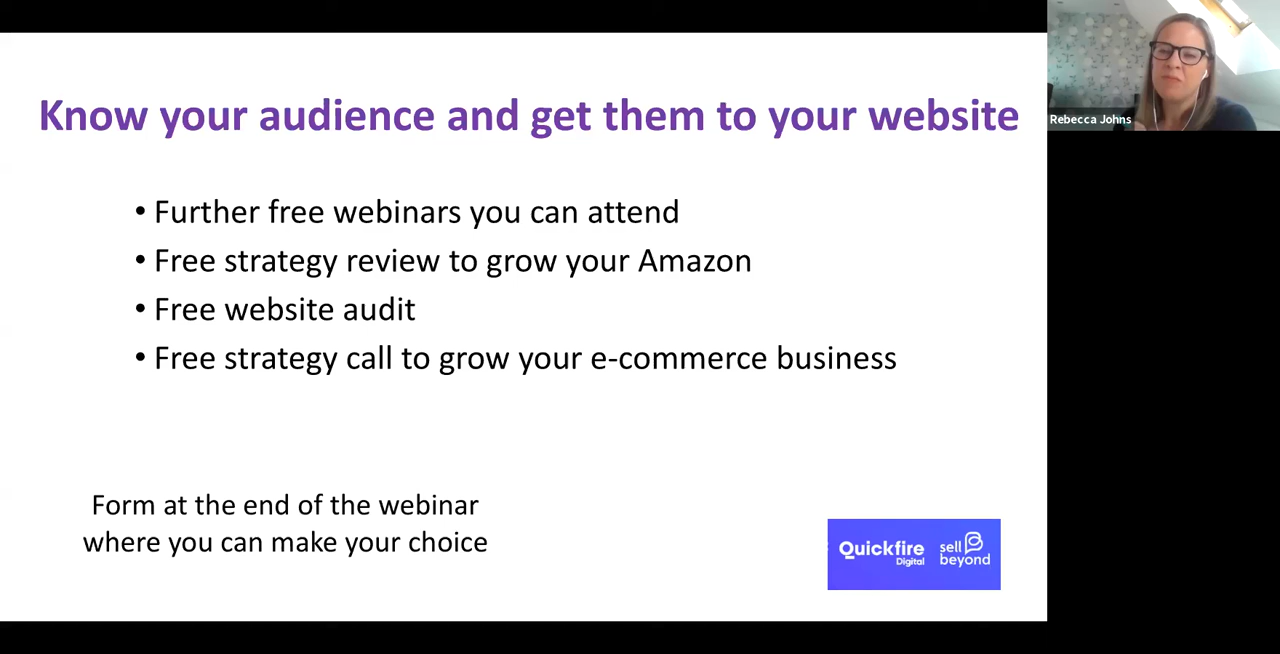 Know your audience and get them to your website
Rebecca Johns
• Further free webinars you can attend
• Free strategy review to grow your Amazon
• Free website audit
• Free strategy call to grow your e-commerce business
Form at the end of the webinar
where you can make your choice
Quickfire
Digital
sell
beyond